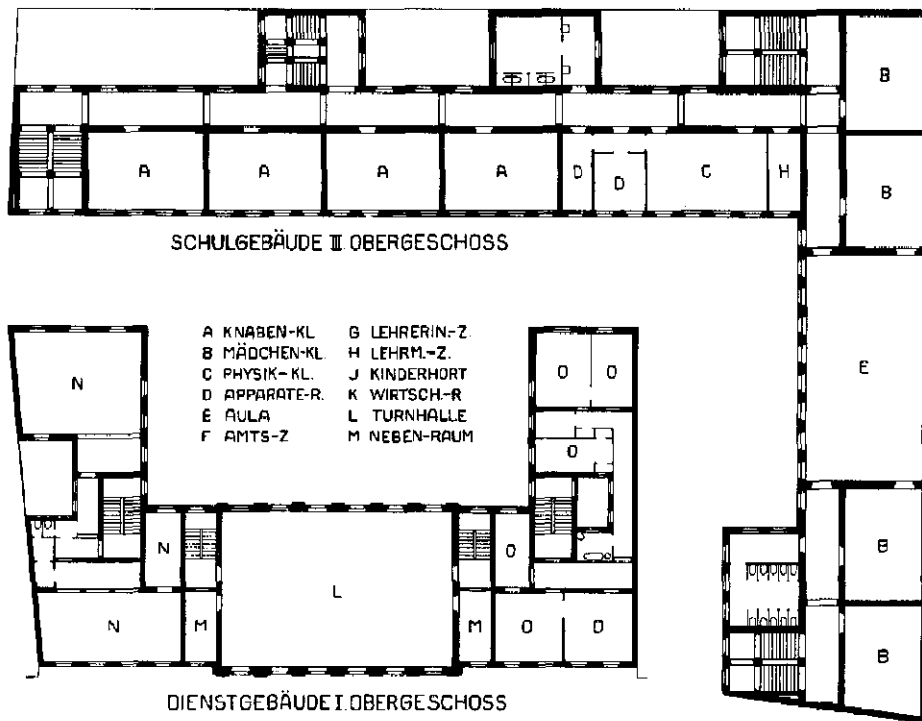 B
A A A A D D C H
B
SCHULGEBÄUDE III. OBERGESCHOSS
A KNABEN-KL. G LEHRERIN-Z.
B MÄDCHEN-KL. H LEHRM.-Z.
C PHYSIK-KL. J KINDERHORT
D APPARATE-R. K WIRTSCH.-R
E AULA L TURNHALLE
F AMTS-Z M NEBEN-RAUM
N O O E
O
N O B
L
N M M O O
B
DIENSTGEBÄUDE I. OBERGESCHOSS